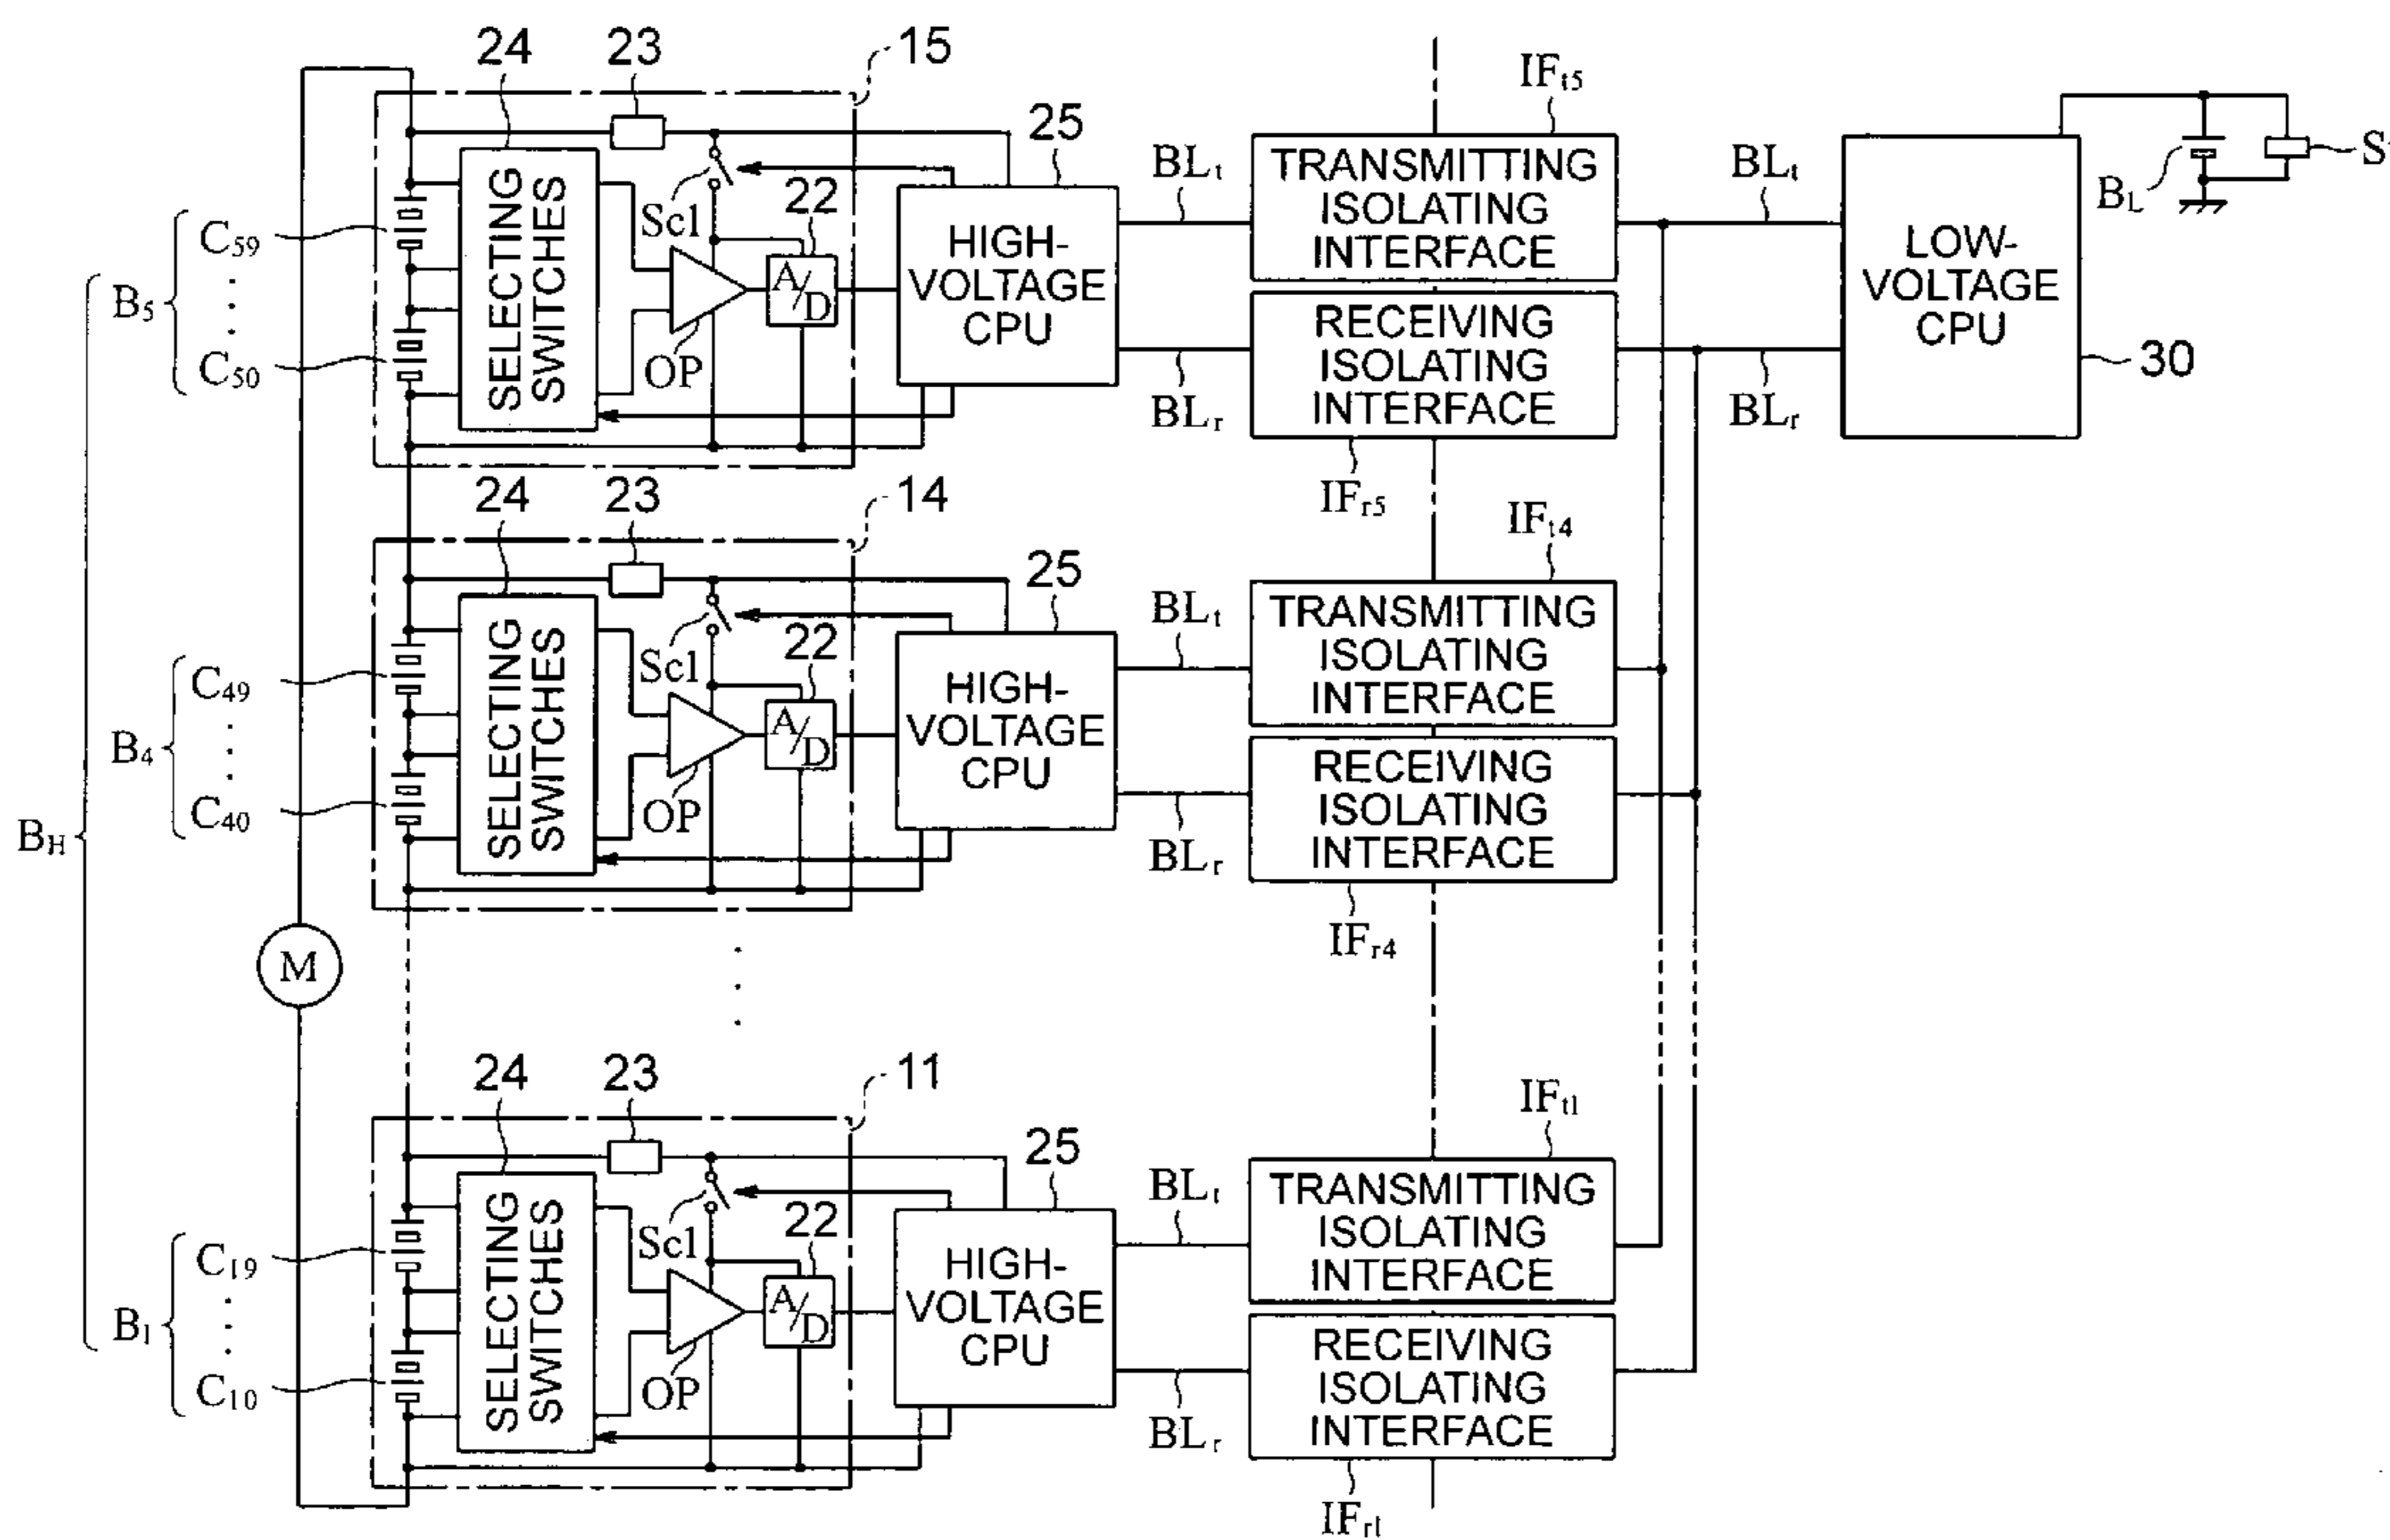 24
23
15
IFt5
25
BLt
TRANSMITTING
ISOLATING
INTERFACE
BLt
BL
Scl
22
SELECTING
SWITCHES
HIGH-
VOLTAGE
CPU
LOW-
VOLTAGE
CPU
C59
B5
C50
A/D
OP
RECEIVING
ISOLATING
INTERFACE
BLr
BLr
30
IFr5
24
23
14
IFt4
25
BLt
TRANSMITTING
ISOLATING
INTERFACE
Scl
22
SELECTING
SWITCHES
HIGH-
VOLTAGE
CPU
C49
B4
C40
A/D
OP
RECEIVING
ISOLATING
INTERFACE
BH
BLr
IFr4
M
24
23
11
IFt1
25
BLt
TRANSMITTING
ISOLATING
INTERFACE
Scl
22
SELECTING
SWITCHES
HIGH-
VOLTAGE
CPU
C19
B1
C10
A/D
OP
RECEIVING
ISOLATING
INTERFACE
BLr
IFr1